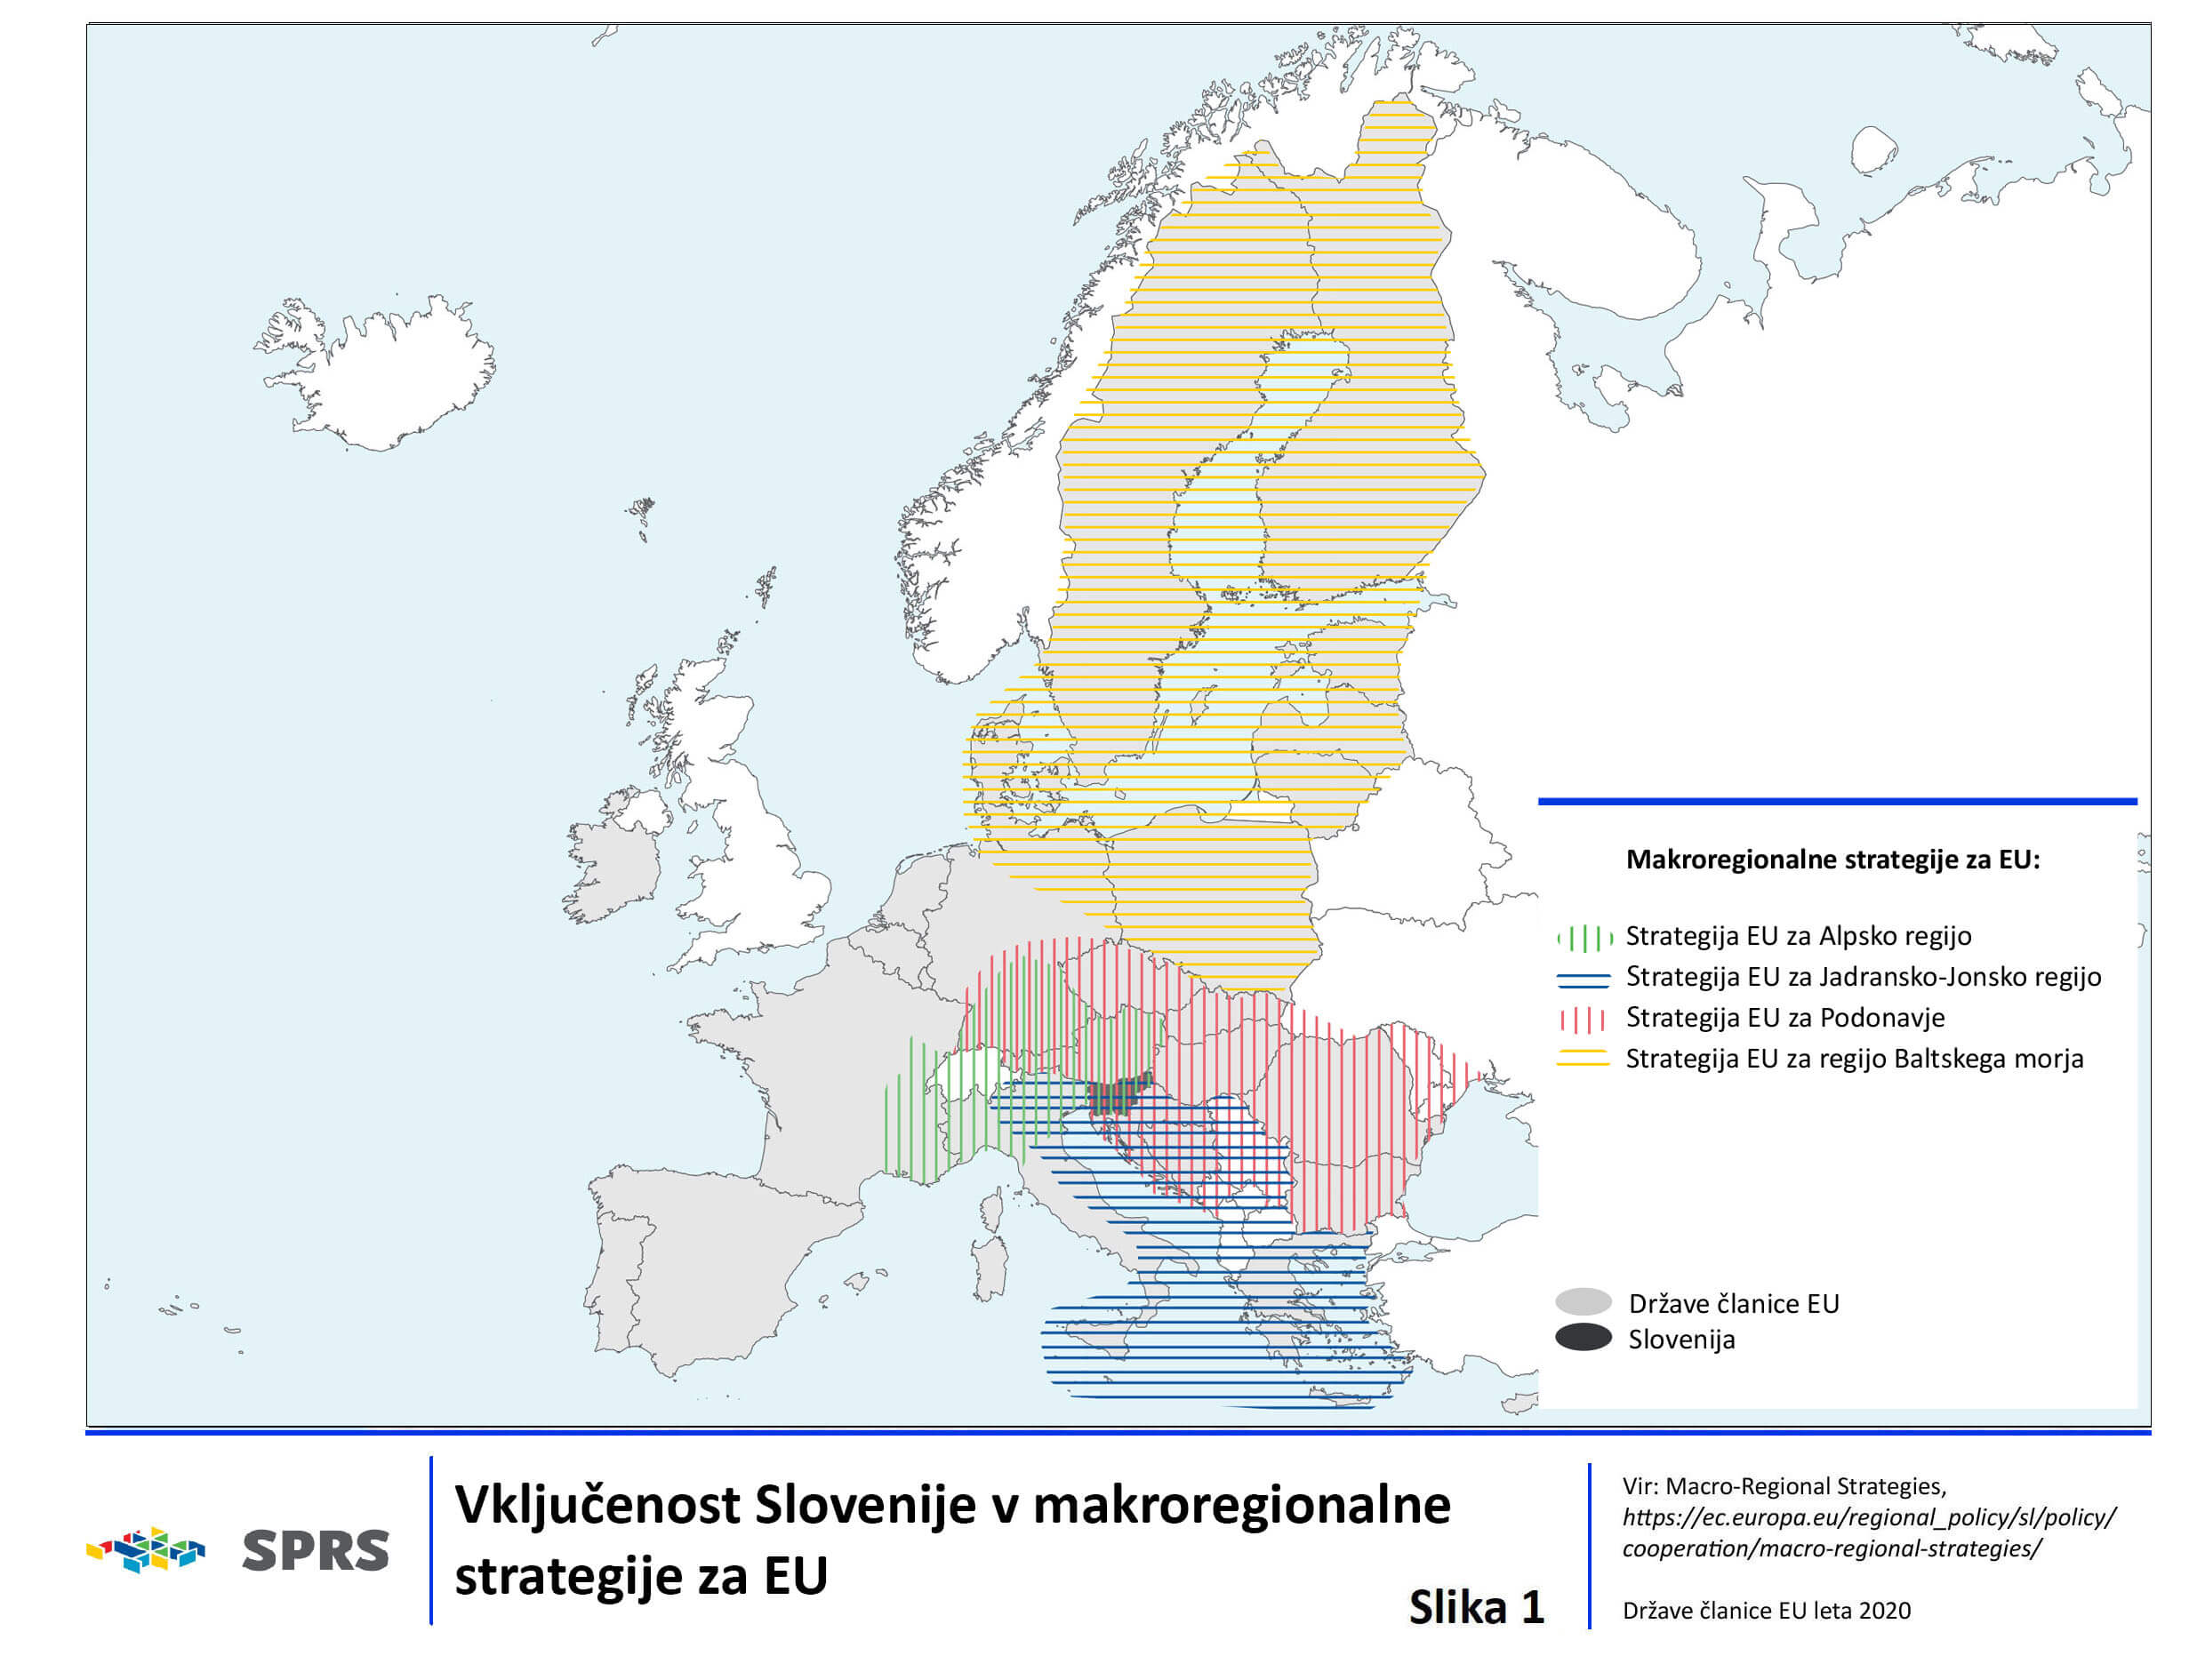 Makroregionalne strategije za EU:
Strategija EU za Alpsko regijo
Strategija EU za Jadransko-Jonsko regijo
Strategija EU za Podonavje
Strategija EU za regijo Baltskega morja
Države članice EU
Slovenija
SPRS
Vključenost Slovenije v makroregionalne
strategije za EU
Slika 1
Vir: Macro-Regional Strategies,
https://ec.europa.eu/regional_policy/sl/policy/
cooperation/macro-regional-strategies/
Države članice EU leta 2020